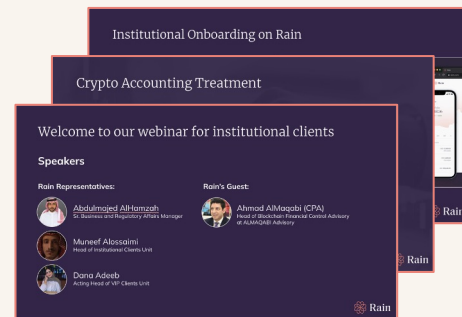 Institutional Onboarding on Rain
Crypto Accounting Treatment
Welcome to our webinar for institutional clients
Speakers
Rain Representatives:
Abdulmajed AlHamzah
Sr. Business and Regulatory Affairs Manager
Muneef Alossaimi
Head of Institutional Clients Unit
Dana Adeeb
Acting Head of VIP Clients Unit
Rain's Guest:
Ahmad AlMaqabi (CPA)
Head of Blockchain Financial Control Advisory
at ALMAQABI Advisory
Rain
Rain
Rain